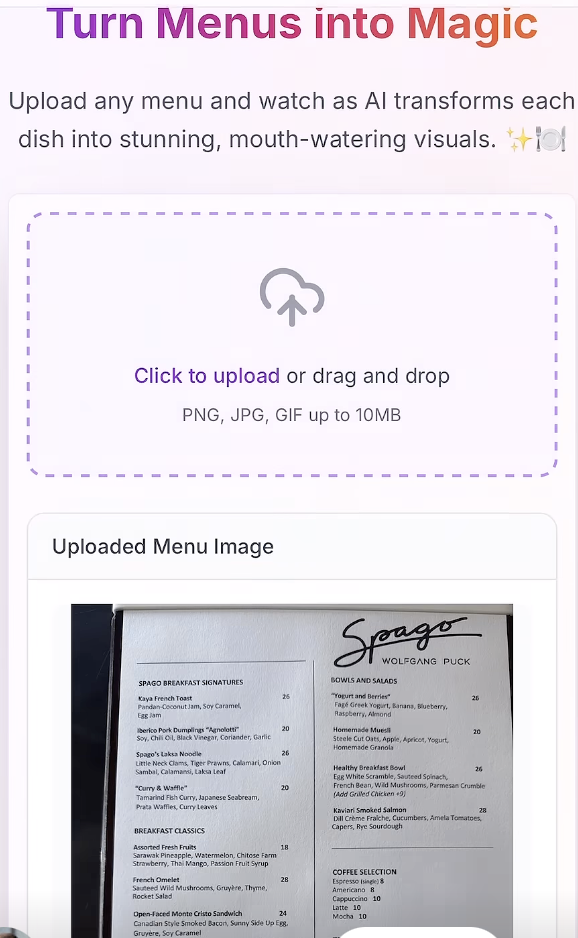 Turn Menus into Magic
Upload any menu and watch as AI transforms each
dish into stunning, mouth-watering visuals. ✨🍽️
Click to upload or drag and drop
PNG, JPG, GIF up to 10MB
Uploaded Menu Image
Spago
WOLFGANG PUCK
SPAGO BREAKFAST SIGNATURES
Kaya French Toast 26
Pandan-Coconut Jam, Soy Caramel,
Egg Jam
Iberico Pork Dumplings "Agnolotti" 20
Soy, Chili Oil, Black Vinegar, Coriander, Garlic
Spago's Laksa Noodle 26
Little Neck Clams, Tiger Prawns, Calamari, Onion
Sambal, Calamansi, Laksa Leaf
"Curry & Waffle" 20
Tamarind Fish Curry, Japanese Seabream,
Prata Waffles, Curry Leaves
BREAKFAST CLASSICS
Assorted Fresh Fruits 18
Sarawak Pineapple, Watermelon, Chitose Farm
Strawberry, Thai Mango, Passion Fruit Syrup
French Omelet 28
Sauteed Wild Mushrooms, Gruyère, Thyme,
Rocket Salad
Open-Faced Monte Cristo Sandwich 24
Canadian Style Smoked Bacon, Sunny Side Up Egg,
Gruyère, Soy Caramel
BOWLS AND SALADS
"Yogurt and Berries" 26
Fagé Greek Yogurt, Banana, Blueberry,
Raspberry, Almond
Homemade Muesli 20
Steele Cut Oats, Apple, Apricot, Yogurt,
Homemade Granola
Healthy Breakfast Bowl 26
Egg White Scramble, Sauteed Spinach,
French Bean, Wild Mushrooms, Parmesan Crumble
(Add Grilled Chicken +9)
Kaviari Smoked Salmon 28
Dill Crème Fraîche, Cucumbers, Amela Tomatoes,
Capers, Rye Sourdough
COFFEE SELECTION
Espresso (single) 8
Americano 8
Cappuccino 10
Latte 10
Mocha 10